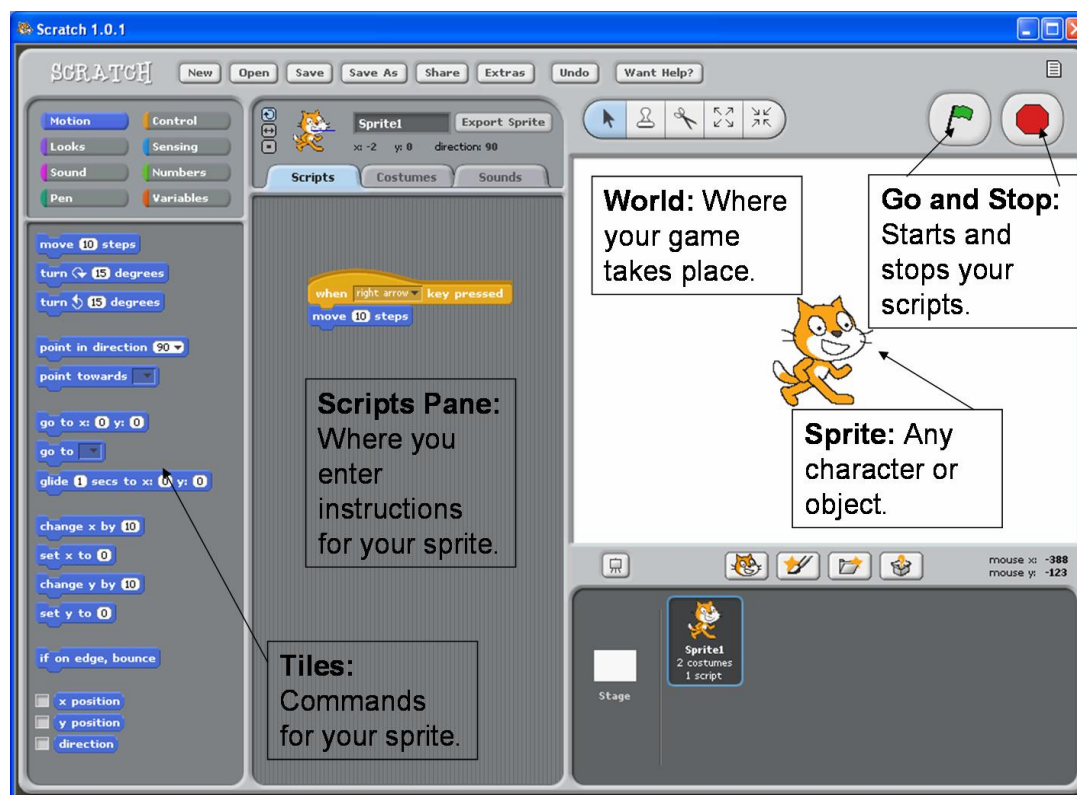 Scratch 1.0.1
SCRATCH New Open Save Save As Share Extras Undo Want Help?
Motion Control
Looks Sensing
Sound Numbers
Pen Variables
Sprite1 Export Sprite
x: -2 y: 0 direction: 90
Scripts Costumes Sounds
move 10 steps
turn 15 degrees
turn 15 degrees
point in direction 90
point towards
go to x: 0 y: 0
go to
glide 1 secs to x: 0 y: 0
change x by 10
set x to 0
change y by 10
set y to 0
if on edge, bounce
x position
y position
direction
when right arrow key pressed
move 10 steps
Scripts Pane:
Where you
enter
instructions
for your sprite.
Tiles:
Commands
for your sprite.
World: Where
your game
takes place.
Go and Stop:
Starts and
stops your
scripts.
Sprite: Any
character or
object.
mouse x: -388
mouse y: -123
Stage
Sprite1
2 costumes
1 script